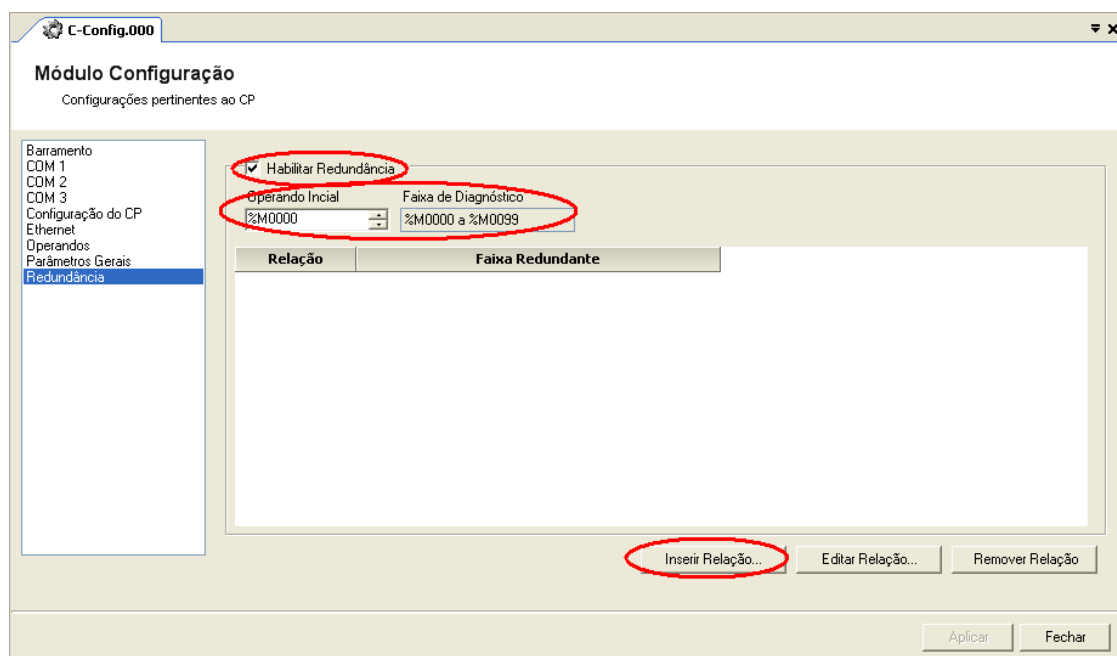 C-Config.000
Módulo Configuração
Configurações pertinentes ao CP
Barramento
COM 1
COM 2
COM 3
Configuração do CP
Ethernet
Operandos
Parâmetros Gerais
Redundância
Habilitar Redundância
Operando Incial Faixa de Diagnóstico
%M0000 %M0000 a %M0099
Relação Faixa Redundante
Inserir Relação... Editar Relação... Remover Relação
Aplicar Fechar